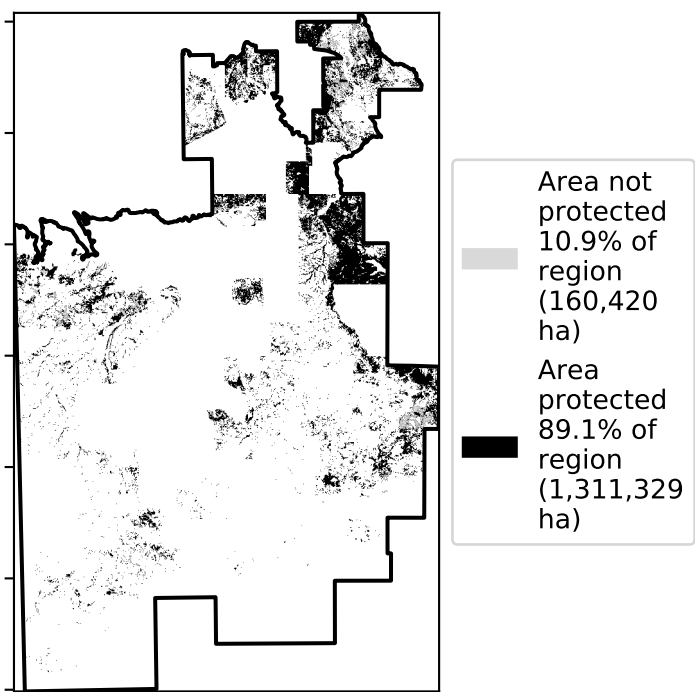 Area not
protected
10.9% of
region
(160,420
ha)
Area
protected
89.1% of
region
(1,311,329
ha)